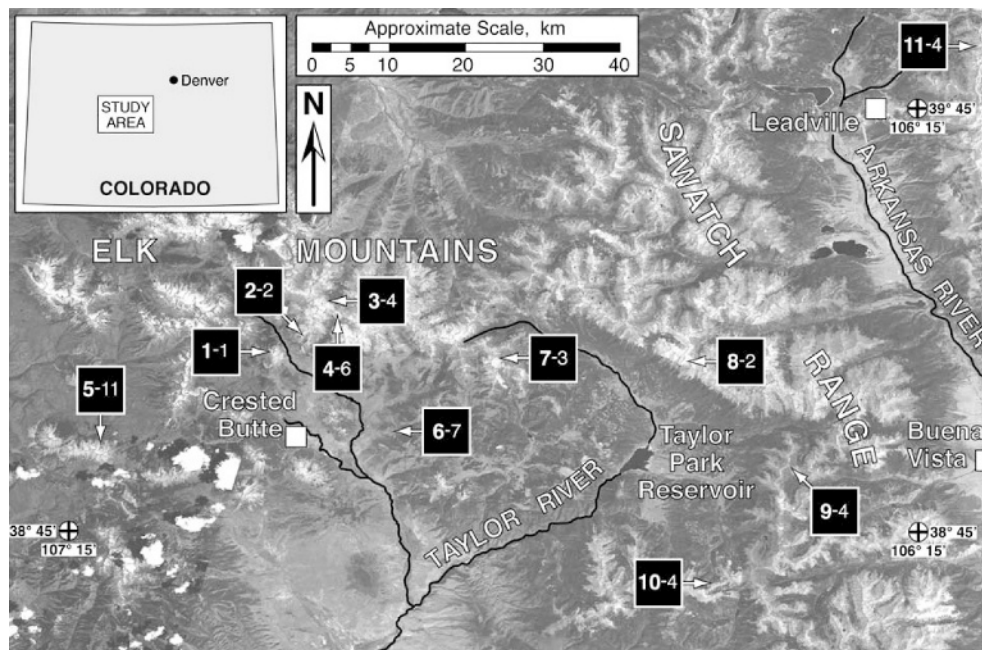 Approximate Scale, km
0 5 10 20 30 40
Denver
STUDY
AREA
COLORADO
N
11-4
39° 45'
106° 15'
Leadville
SAWATCH
RANGE
ARKANSAS RIVER
ELK MOUNTAINS
2-2
3-4
1-1
4-6
7-3
8-2
5-11
Crested
Butte
6-7
Taylor
Park
Reservoir
Buena
Vista
TAYLOR RIVER
9-4
38° 45'
107° 15'
38° 45'
106° 15'
10-4